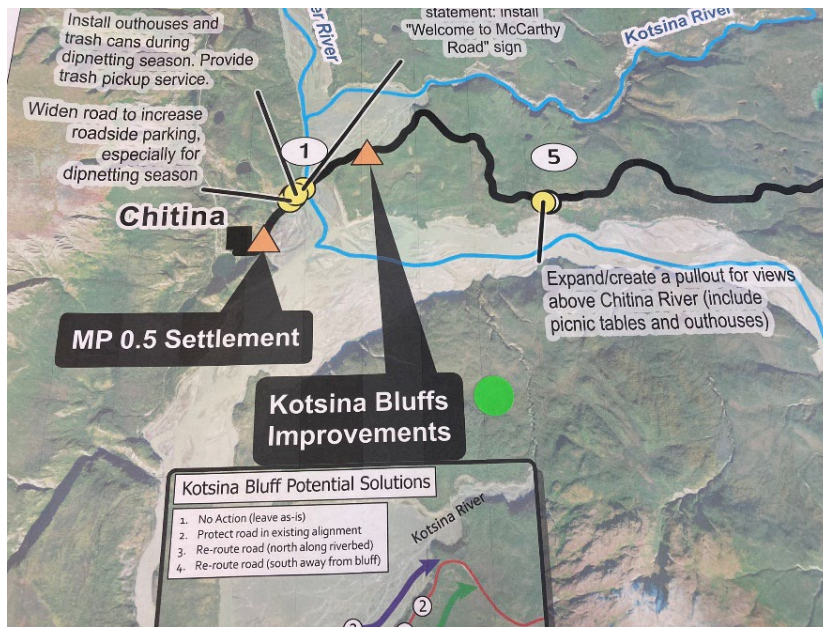 Install outhouses and
trash cans during
dipnetting season. Provide
trash pickup service.
River
statement: install
"Welcome to McCarthy
Road" sign
Kotsina River
Widen road to increase
roadside parking,
especially for
dipnetting season
1
5
Chitina
Expand/create a pullout for views
above Chitina River (include
picnic tables and outhouses)
MP 0.5 Settlement
Kotsina Bluffs
Improvements
Kotsina Bluff Potential Solutions
1. No Action (leave as-is)
2. Protect road in existing alignment
3. Re-route road (north along riverbed)
4. Re-route road (south away from bluff)
Kotsina River
2
3